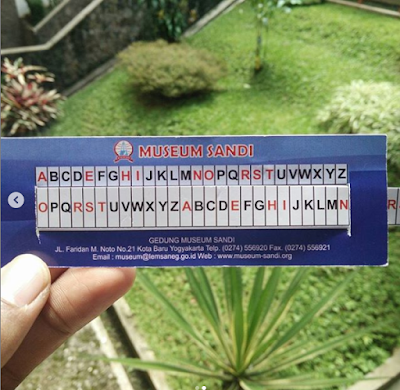 MUSEUM SANDI
ABCDEFGHIJKLMNOPQRSTUVWXYZ
OPQRSTUVWXYZABCDEFGHIJKLMN
R
GEDUNG MUSEUM SANDI
JL. Faridan M. Noto No.21 Kota Baru Yogyakarta Telp. (0274) 556920 Fax. (0274) 556921
Email : museum@lemsaneg.go.id Web : www.museum-sandi.org